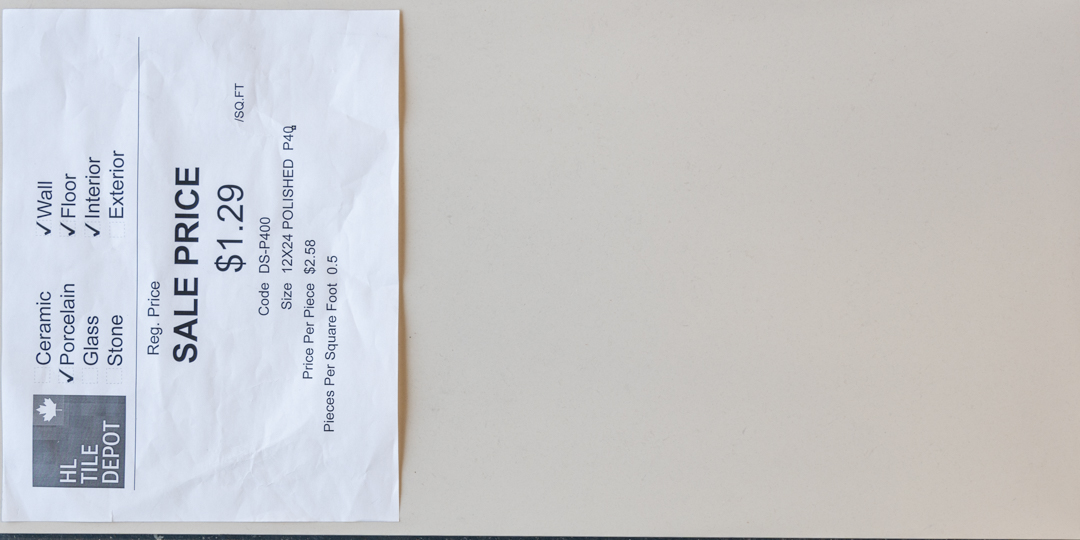 HL
TILE
DEPOT
Ceramic ✓Wall
✓Porcelain ✓Floor
Glass ✓Interior
Stone Exterior
Reg. Price
SALE PRICE
$1.29 /SQ.FT
Code DS-P400
Size 12X24 POLISHED P40
Price Per Piece $2.58
Pieces Per Square Foot 0.5